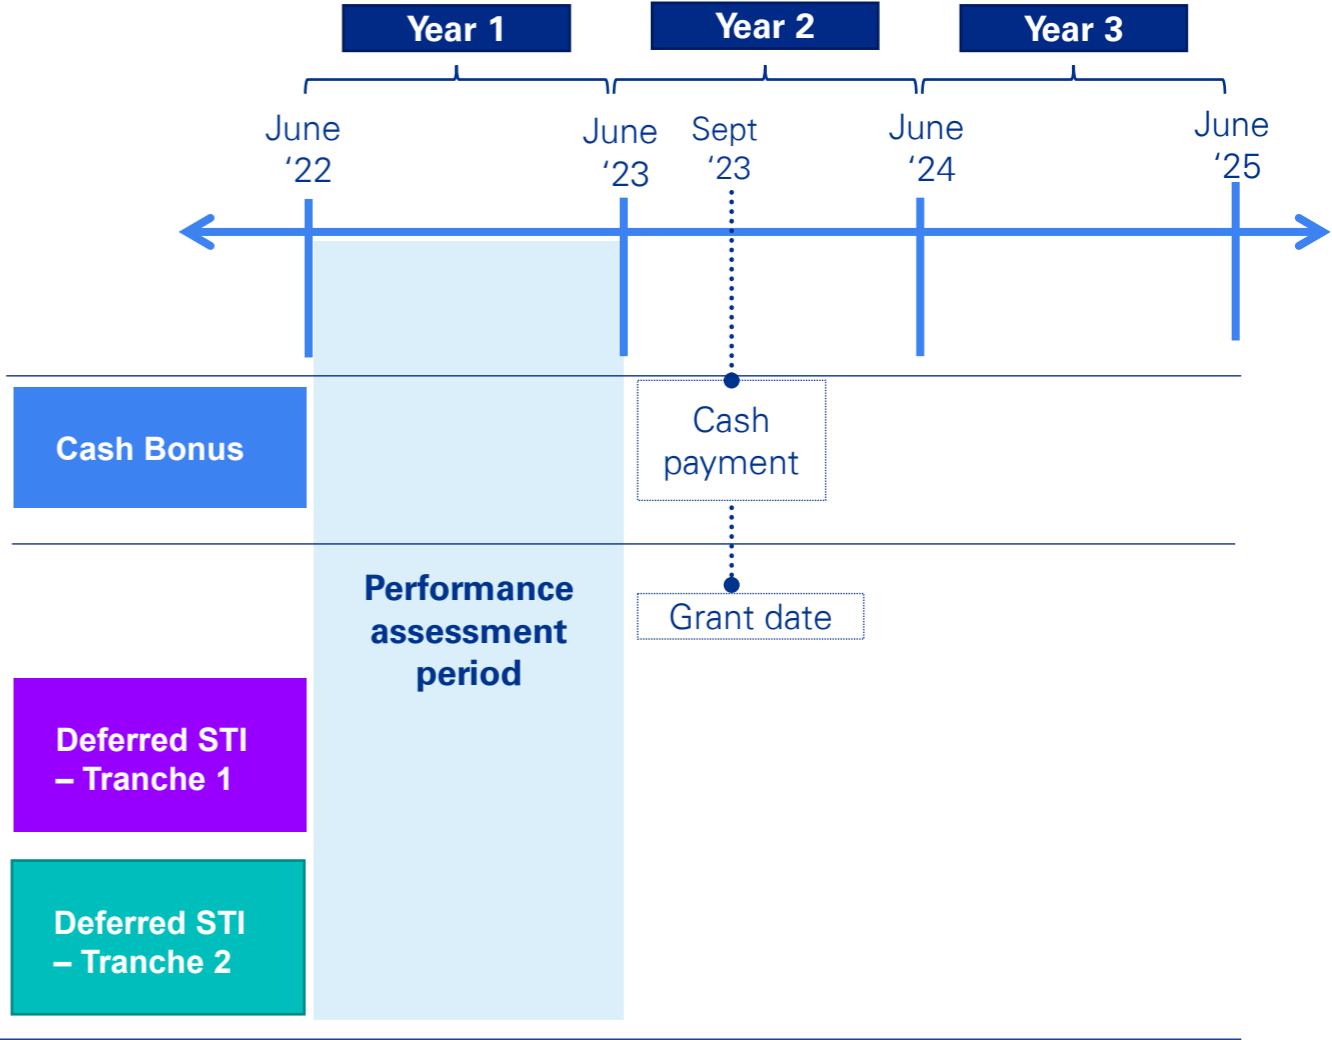 Year 1
Year 2
Year 3
June
‘22
June
‘23
Sept
‘23
June
‘24
June
‘25
Cash Bonus
Cash
payment
Performance
assessment
period
Grant date
Deferred STI
– Tranche 1
Deferred STI
– Tranche 2